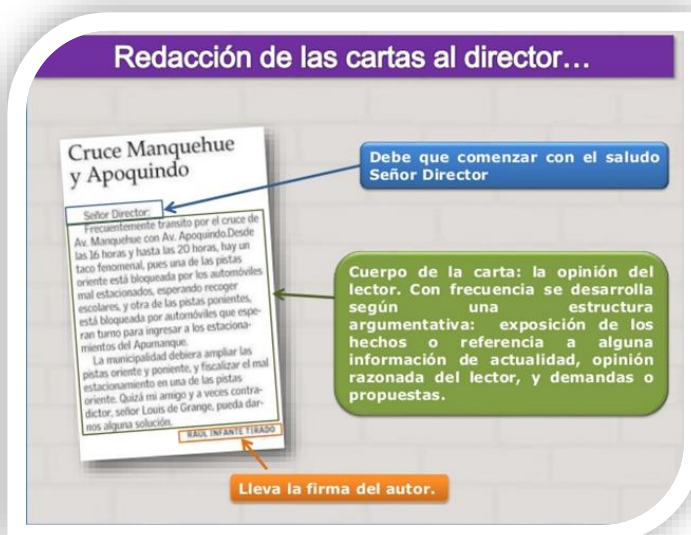 Redacción de las cartas al director…
Cruce Manquehue
y Apoquindo
Señor Director:
Frecuentemente transito por el cruce de
Av. Manquehue con Av. Apoquindo.Desde
las 16 horas y hasta las 20 horas, hay un
taco fenomenal, pues una de las pistas
oriente está bloqueada por los automóviles
mal estacionados, esperando recoger
escolares, y otra de las pistas ponientes,
está bloqueada por automóviles que espe-
ran turno para ingresar a los estaciona-
mientos del Apumanque.
La municipalidad debiera ampliar las
pistas oriente y poniente, y fiscalizar el mal
estacionamiento en una de las pistas
oriente. Quizá mi amigo y a veces contra-
dictor, señor Louis de Grange, pueda dar-
nos alguna solución.
RAÚL INFANTE TIRADO
Debe que comenzar con el saludo
Señor Director
Cuerpo de la carta: la opinión del
lector. Con frecuencia se desarrolla
según una estructura
argumentativa: exposición de los
hechos o referencia a alguna
información de actualidad, opinión
razonada del lector, y demandas o
propuestas.
Lleva la firma del autor.